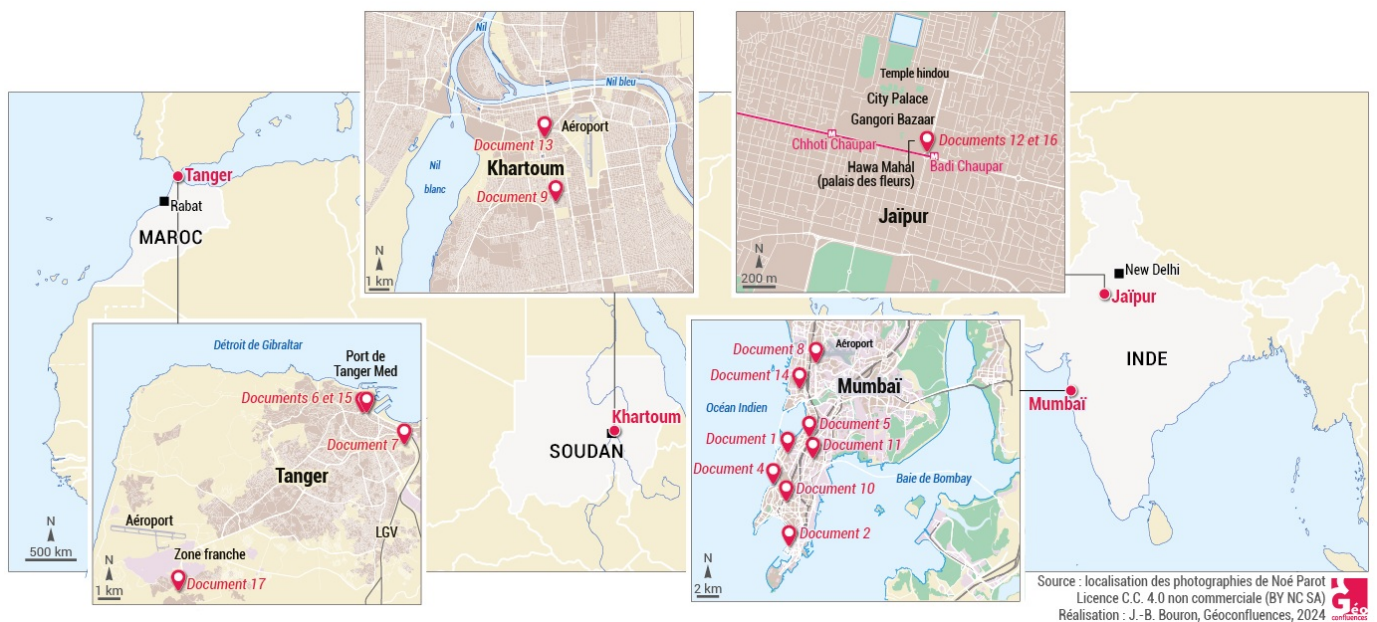 Tanger
Rabat
MAROC
N
500 km
Nil
Nil bleu
Aéroport
Document 13
Khartoum
Nil
blanc
Document 9
N
1 km
Temple hindou
City Palace
Gangori Bazaar
M
Documents 12 et 16
Chhoti Chaupar
M
Badi Chaupar
Hawa Mahal
(palais des fleurs)
Jaïpur
N
200 m
New Delhi
Jaïpur
INDE
Mumbaï
Khartoum
SOUDAN
Détroit de Gibraltar
Port de
Tanger Med
Documents 6 et 15
Document 7
Tanger
Aéroport
LGV
Zone franche
N
1 km
Document 17
Document 8
Aéroport
Document 14
Mumbaï
Océan Indien
Document 5
Document 1
Document 11
Document 4
Document 10
Baie de Bombay
Document 2
N
2 km
Source : localisation des photographies de Noé Parot
Licence C.C. 4.0 non commerciale (BY NC SA)
Réalisation : J.-B. Bouron, Géoconfluences, 2024
Géo
confluences